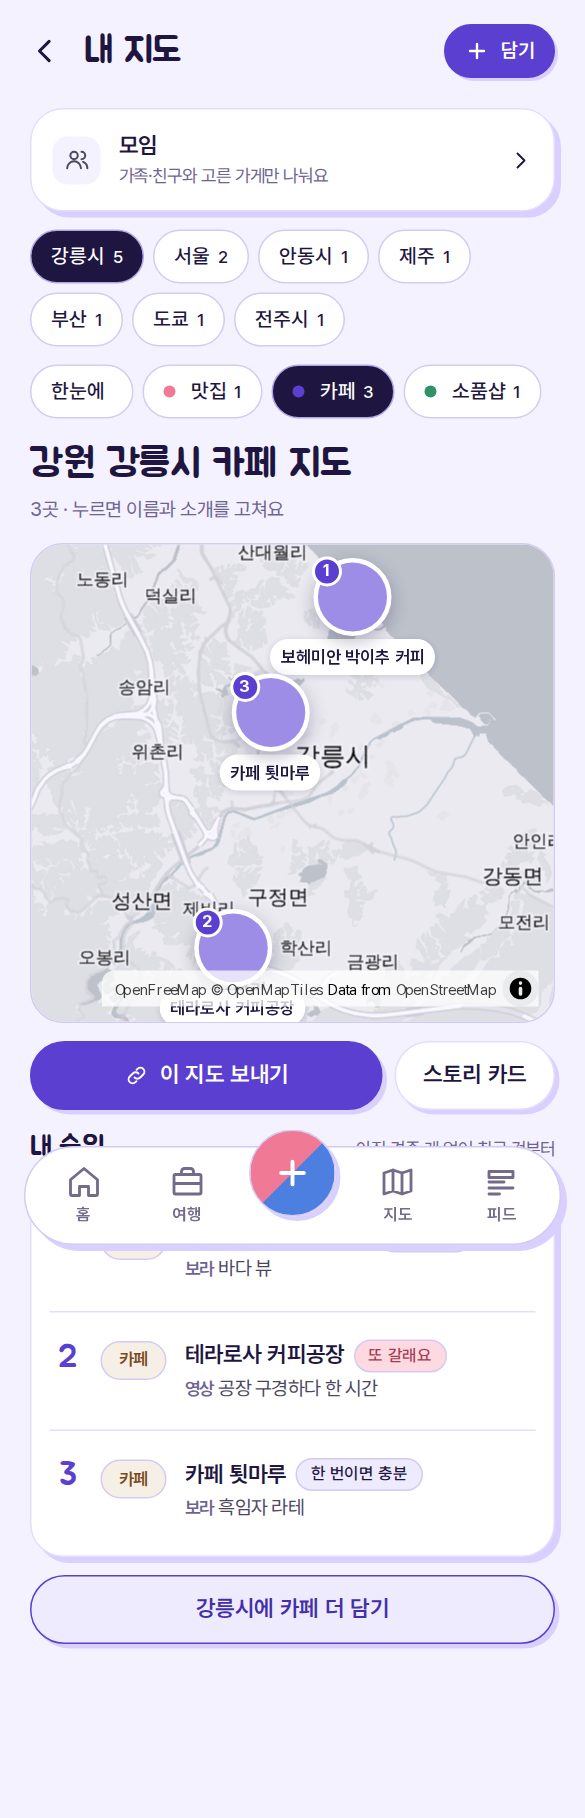 내 지도
담기
모임
가족·친구와 고른 가게만 나눠요
강릉시 5
서울 2
안동시 1
제주 1
부산 1
도쿄 1
전주시 1
한눈에
맛집 1
카페 3
소품샵 1
강원 강릉시 카페 지도
3곳 · 누르면 이름과 소개를 고쳐요
산대월리
노동리
덕실리
1
보헤미안 박이추 커피
송암리
3
위촌리
강릉시
카페 툇마루
안인리
강동면
성산면
구정면
2
모전리
학산리
오봉리
금광리
OpenFreeMap © OpenMapTiles Data from OpenStreetMap
테라로사 커피공장
이 지도 보내기
스토리 카드
내
홈
여행
지도
피드
보라 바다 뷰
2
카페
테라로사 커피공장
또 갈래요
영상 공장 구경하다 한 시간
3
카페
카페 툇마루
한 번이면 충분
보라 흑임자 라테
강릉시에 카페 더 담기